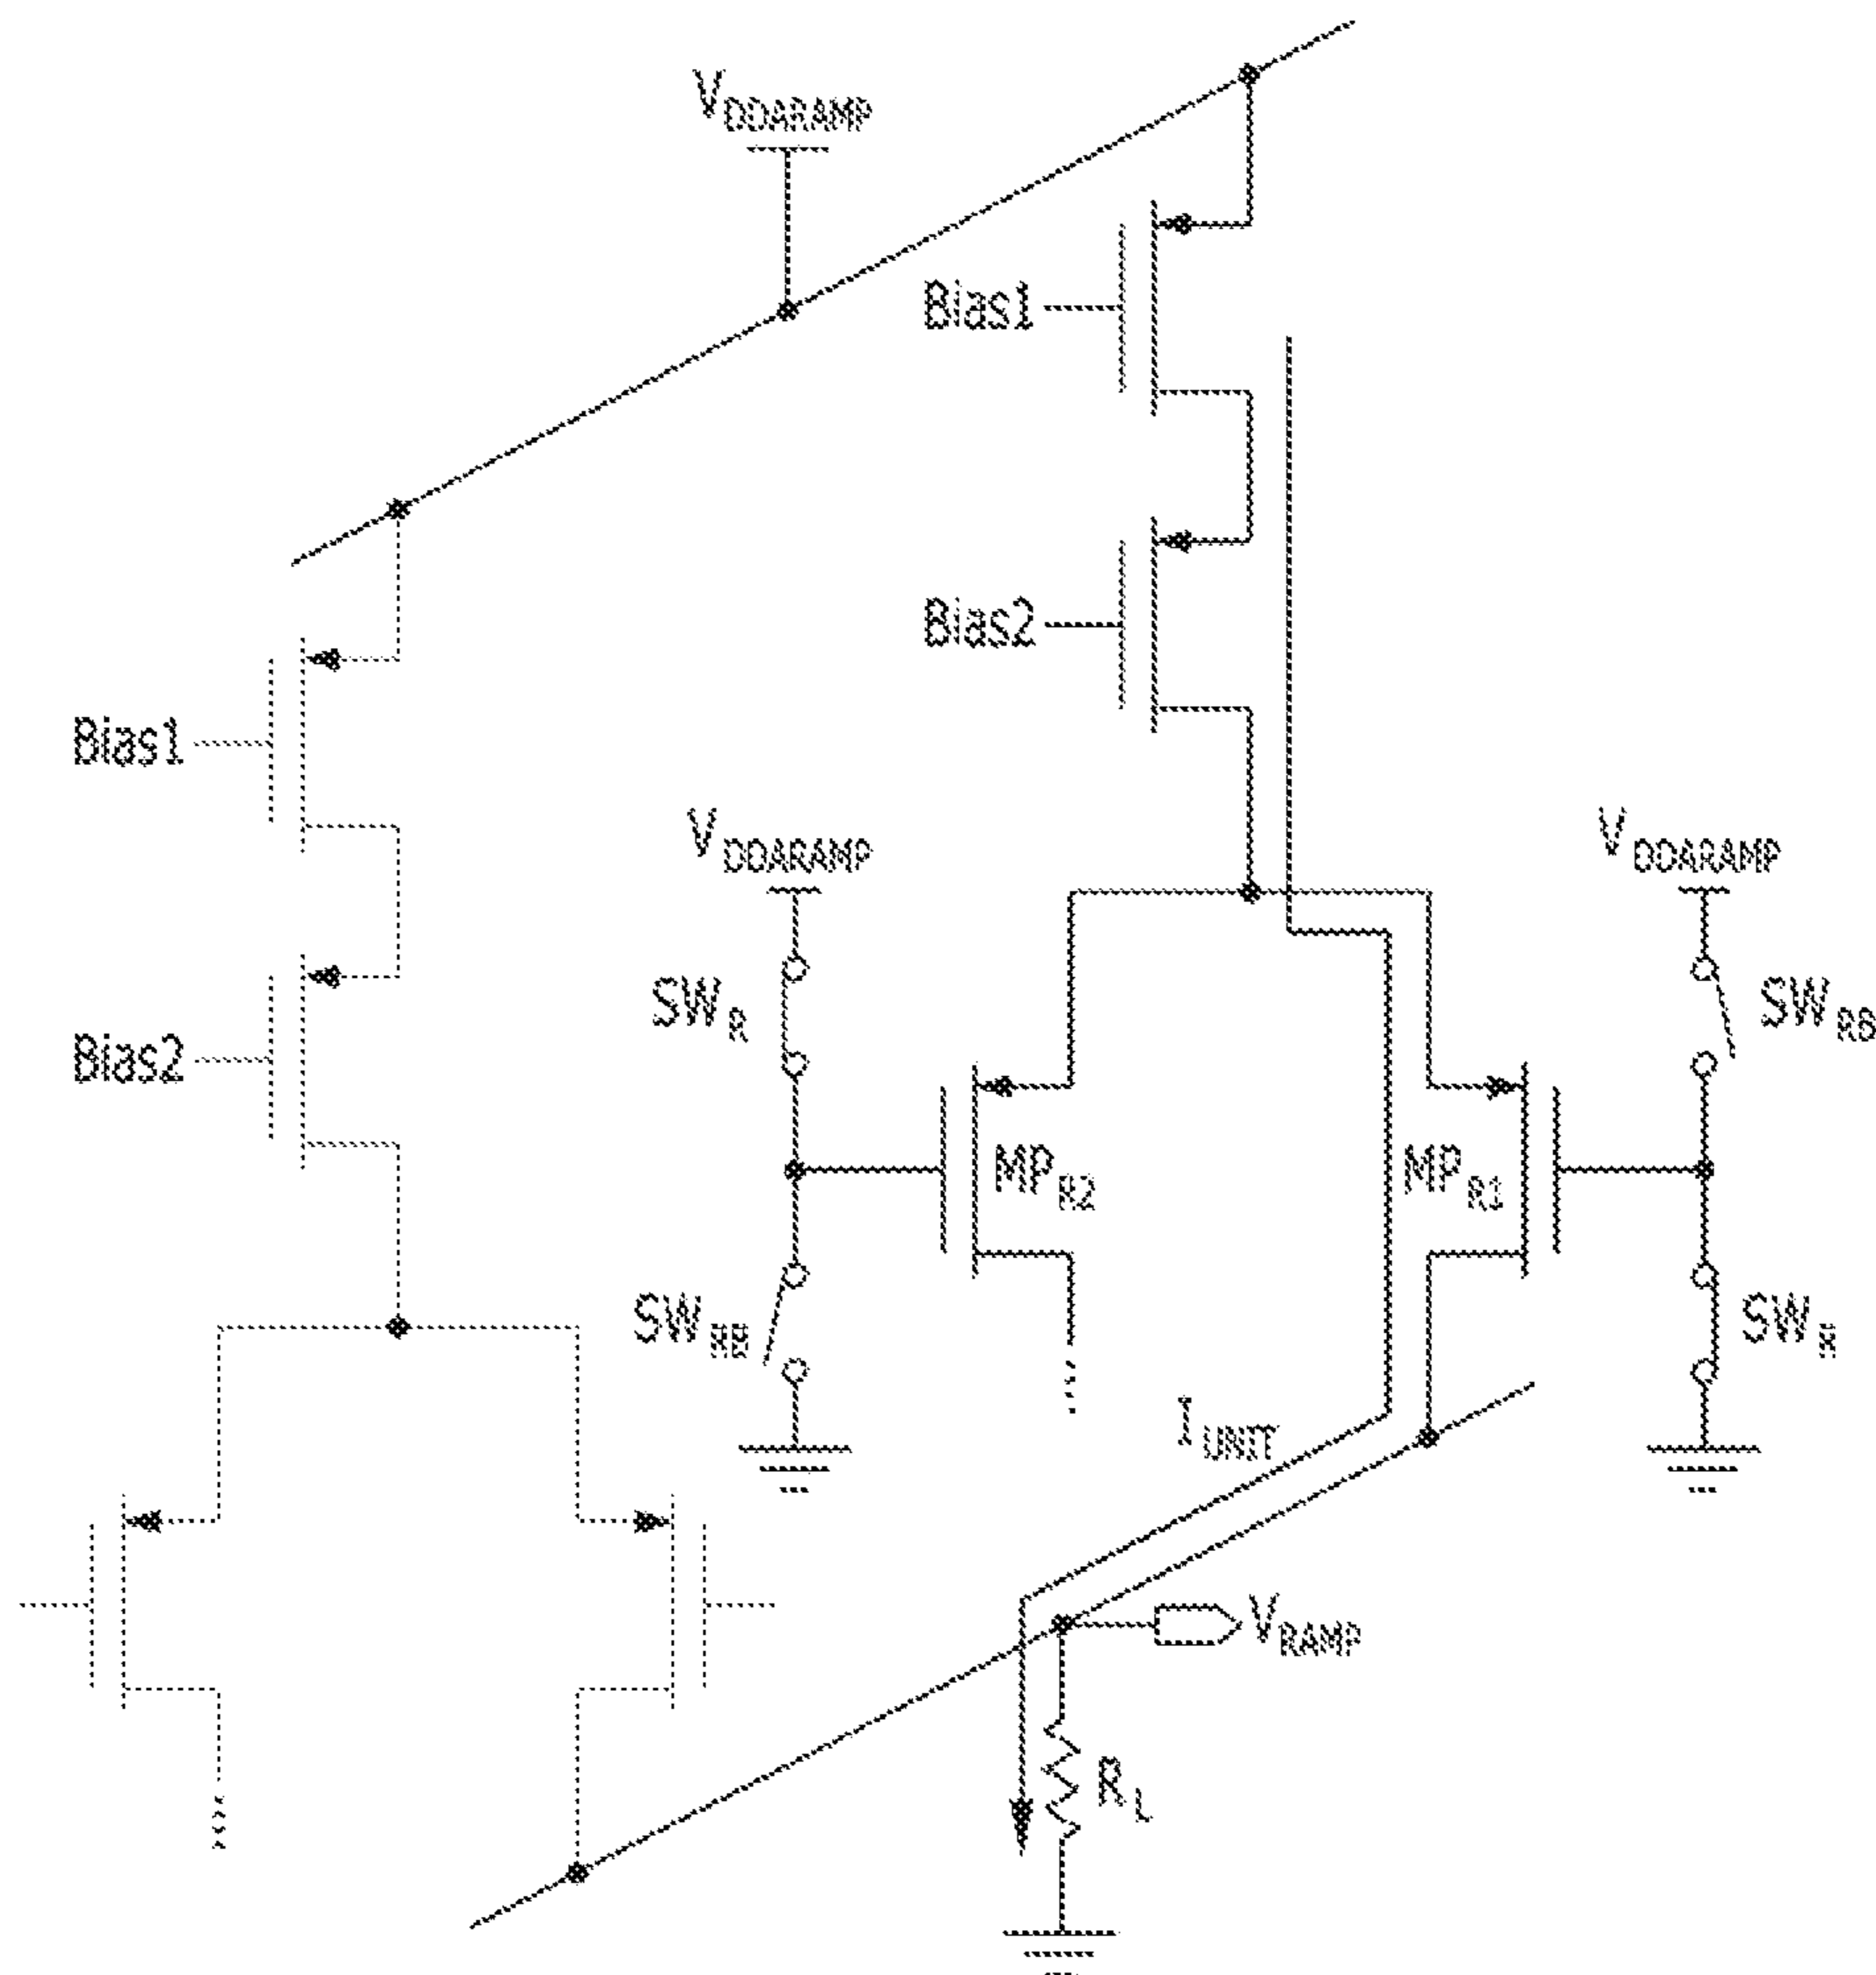 VDDARAMP
Bias1
Bias2
Bias1
VDDARAMP
VDDARAMP
SWR
SWRB
Bias2
MPR2
MPR1
SWRB
SWR
IUNIT
VRAMP
RL